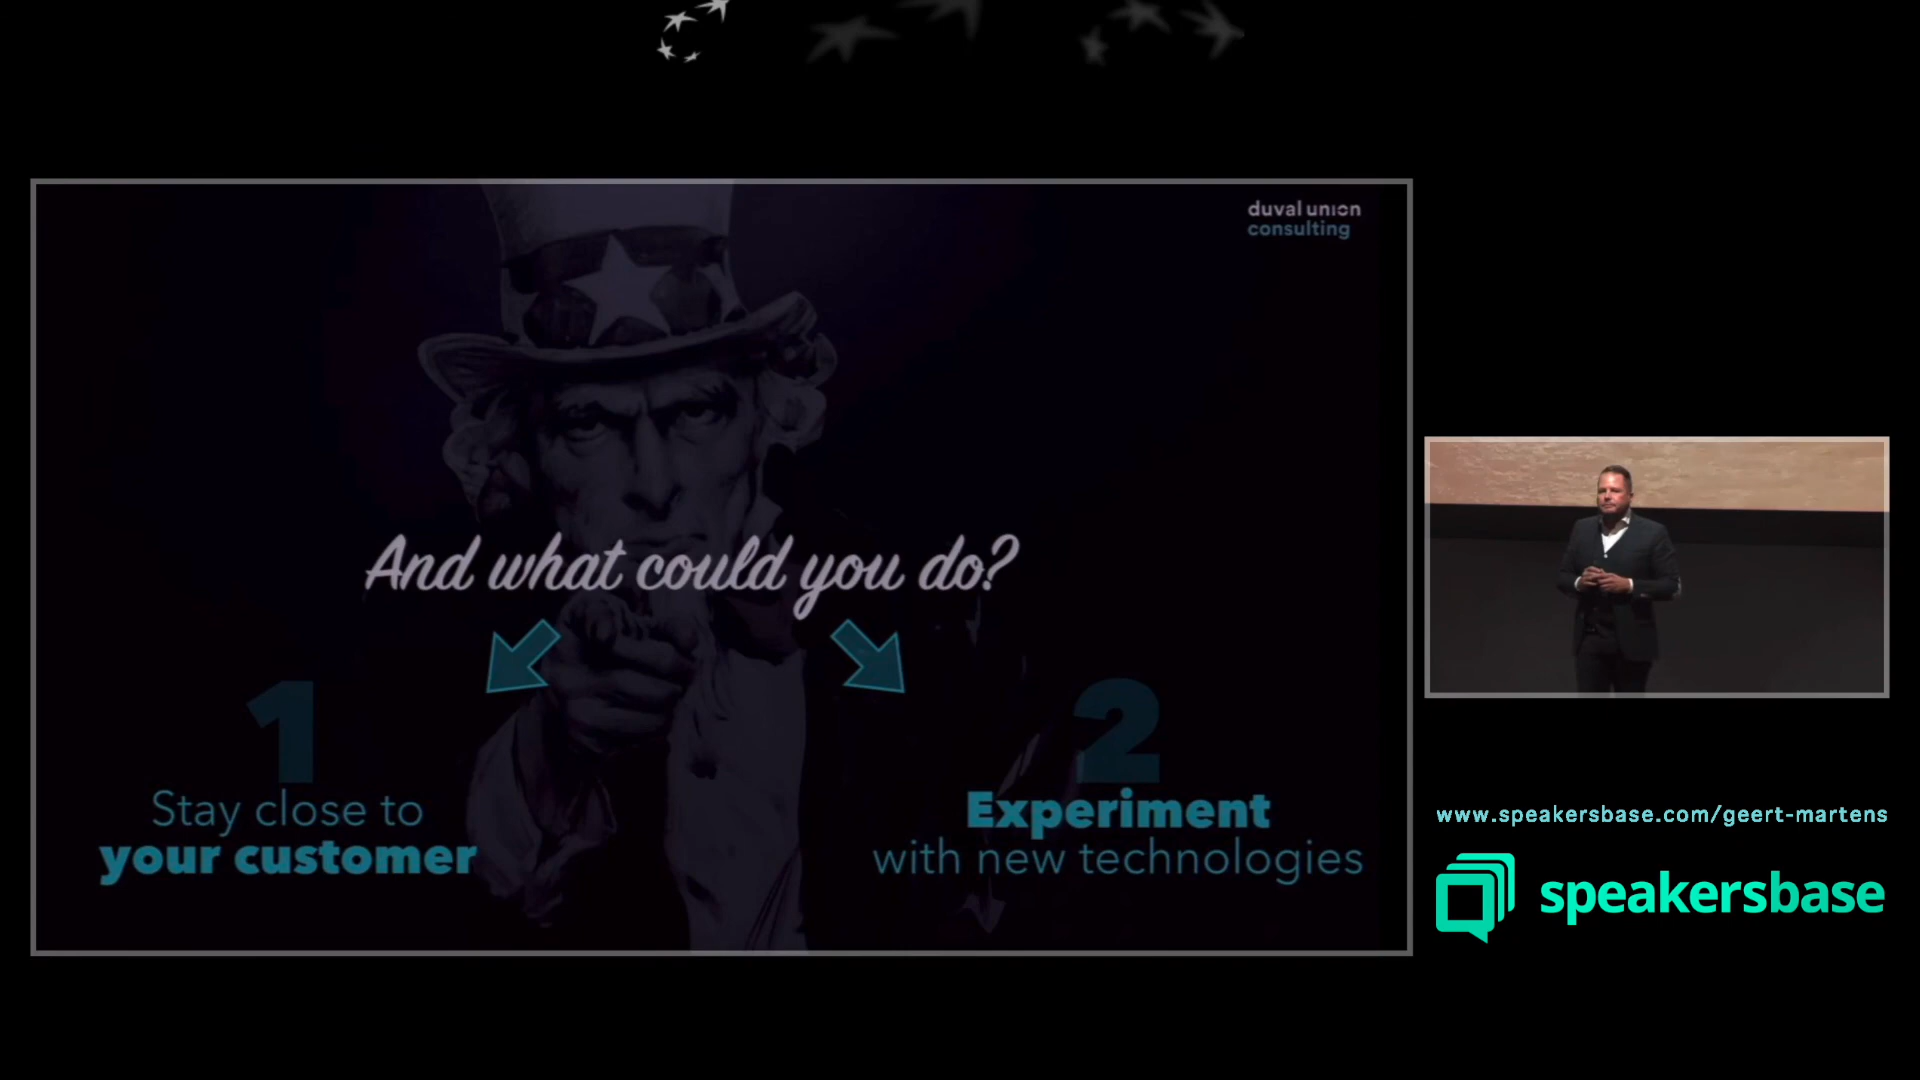 duval union
consulting
And what could you do?
1
Stay close to
your customer
2
Experiment
with new technologies
www.speakersbase.com/geert-martens
speakersbase